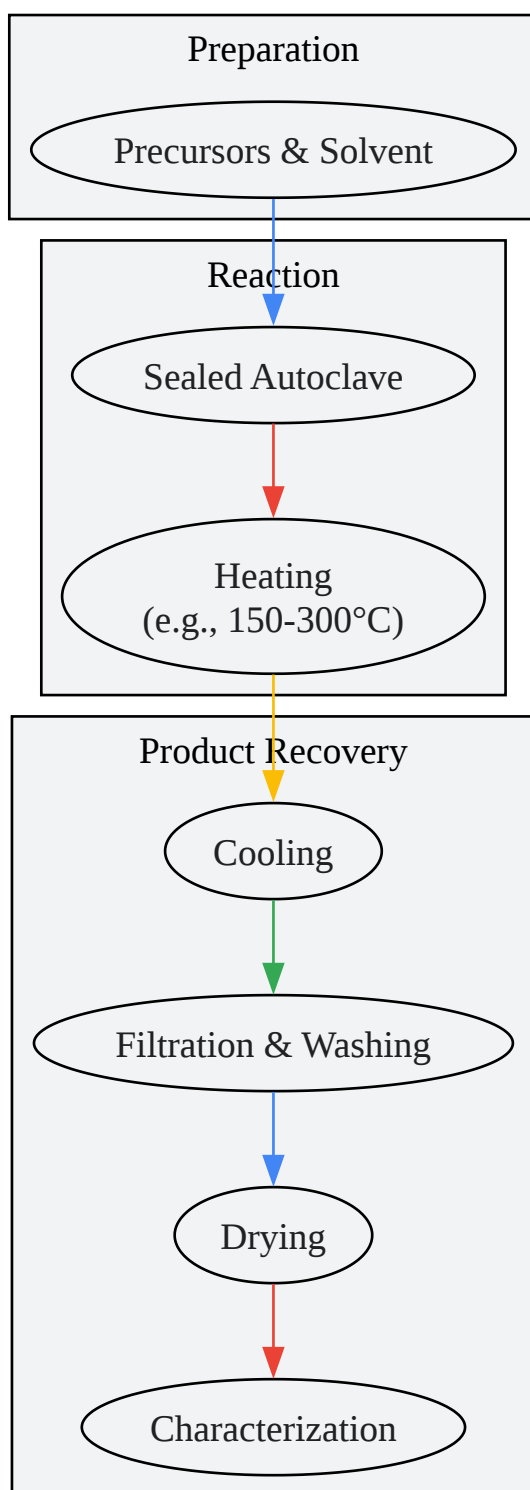 Preparation
Precursors & Solvent
Reaction
Sealed Autoclave
Heating
(e.g., 150-300°C)
Product Recovery
Cooling
Filtration & Washing
Drying
Characterization